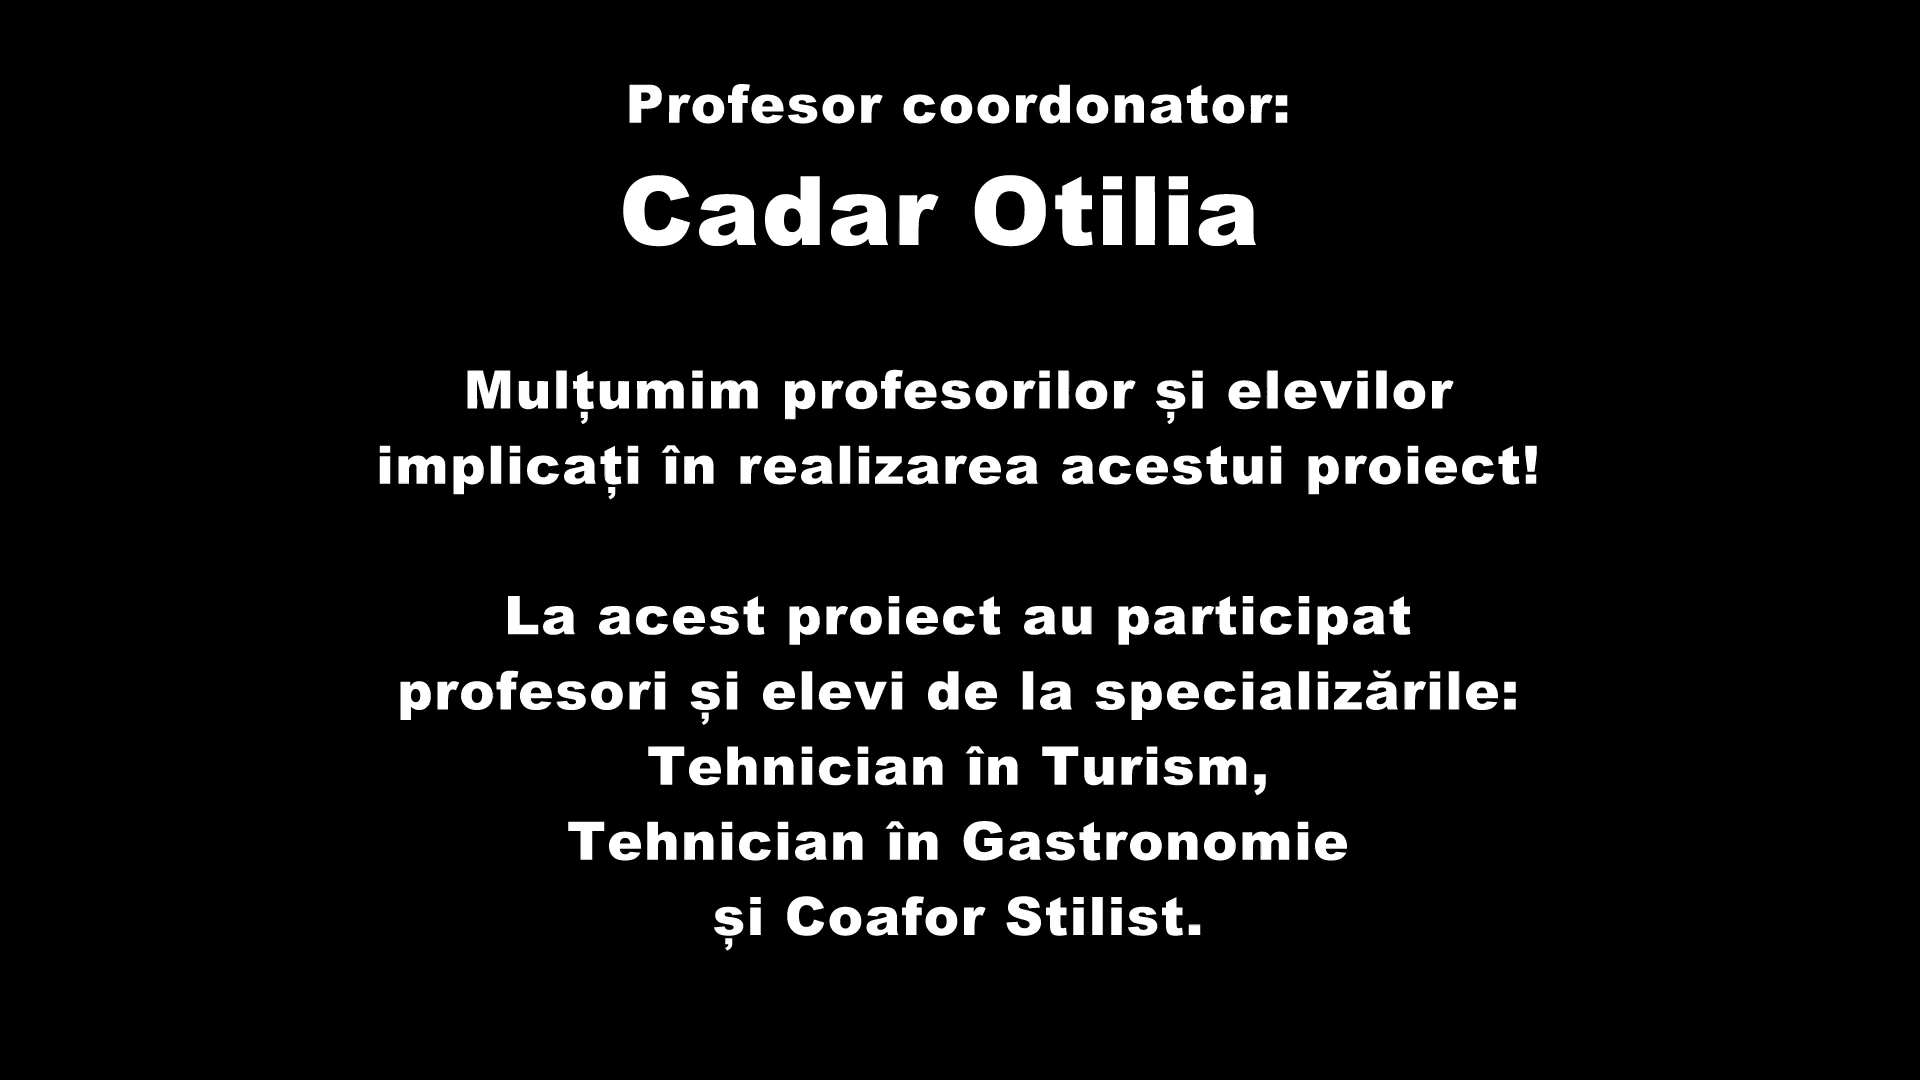 Profesor coordonator:
Cadar Otilia
Mulțumim profesorilor și elevilor
implicați în realizarea acestui proiect!
La acest proiect au participat
profesori și elevi de la specializările:
Tehnician în Turism,
Tehnician în Gastronomie
și Coafor Stilist.